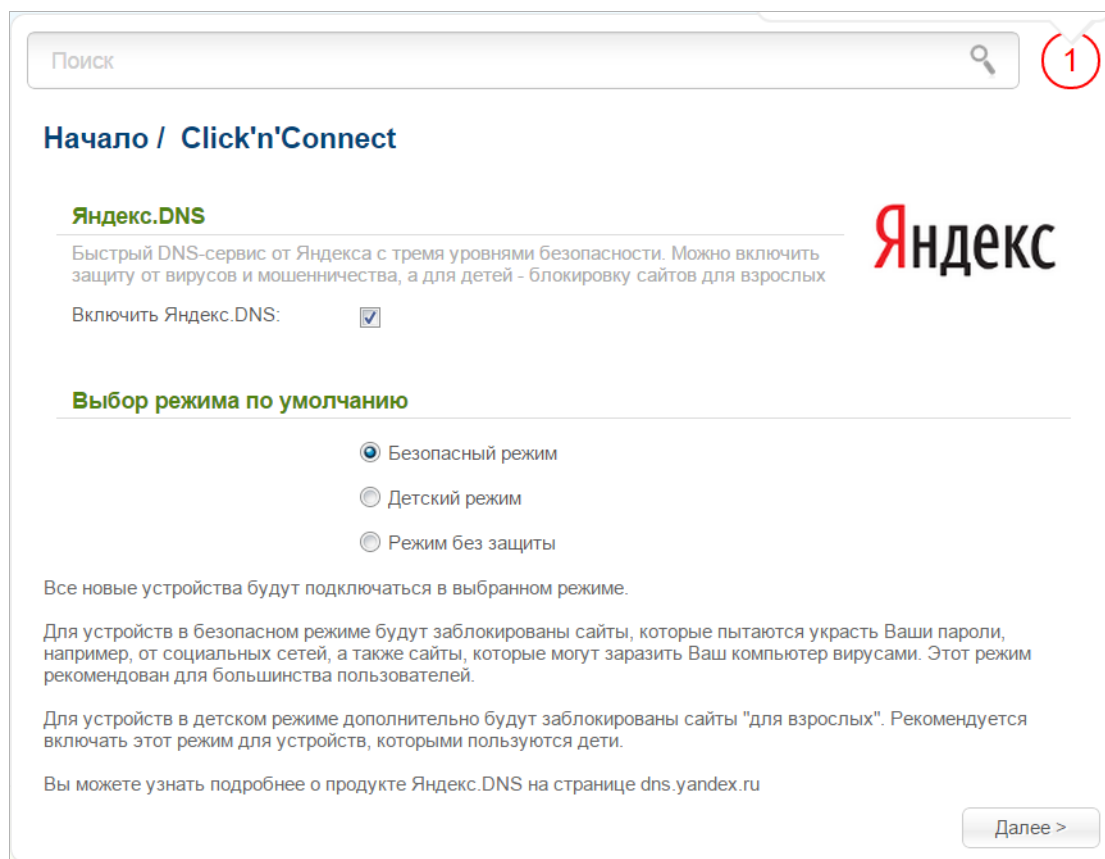 Поиск
1
Начало / Click'n'Connect
Яндекс.DNS
Яндекс
Быстрый DNS-сервис от Яндекса с тремя уровнями безопасности. Можно включить
защиту от вирусов и мошенничества, а для детей - блокировку сайтов для взрослых
Включить Яндекс.DNS:
Выбор режима по умолчанию
Безопасный режим
Детский режим
Режим без защиты
Все новые устройства будут подключаться в выбранном режиме.
Для устройств в безопасном режиме будут заблокированы сайты, которые пытаются украсть Ваши пароли,
например, от социальных сетей, а также сайты, которые могут заразить Ваш компьютер вирусами. Этот режим
рекомендован для большинства пользователей.
Для устройств в детском режиме дополнительно будут заблокированы сайты "для взрослых". Рекомендуется
включать этот режим для устройств, которыми пользуются дети.
Вы можете узнать подробнее о продукте Яндекс.DNS на странице dns.yandex.ru
Далее >